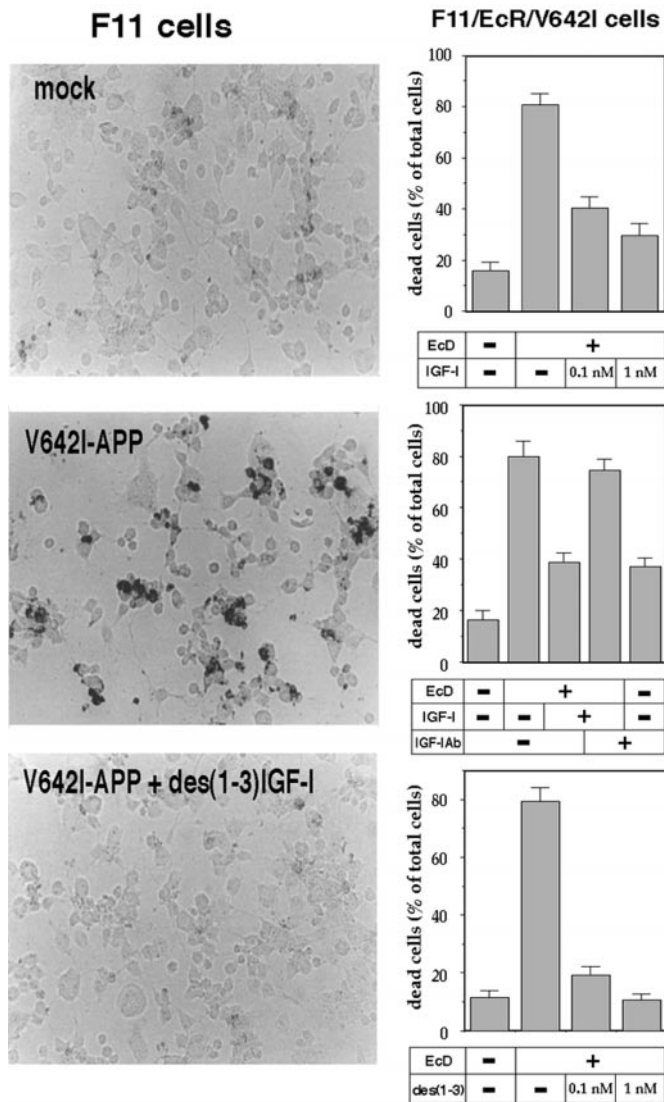 F11 cells
mock
V642I-APP
V642I-APP + des(1-3)IGF-I
F11/EcR/V642I cells
dead cells (% of total cells)
100
80
60
40
20
0
EcD - +
IGF-I - - 0.1 nM 1 nM
dead cells (% of total cells)
100
80
60
40
20
0
EcD - + -
IGF-I - - + -
IGF-IAb - +
dead cells (% of total cells)
80
60
40
20
0
EcD - +
des(1-3) - - 0.1 nM 1 nM